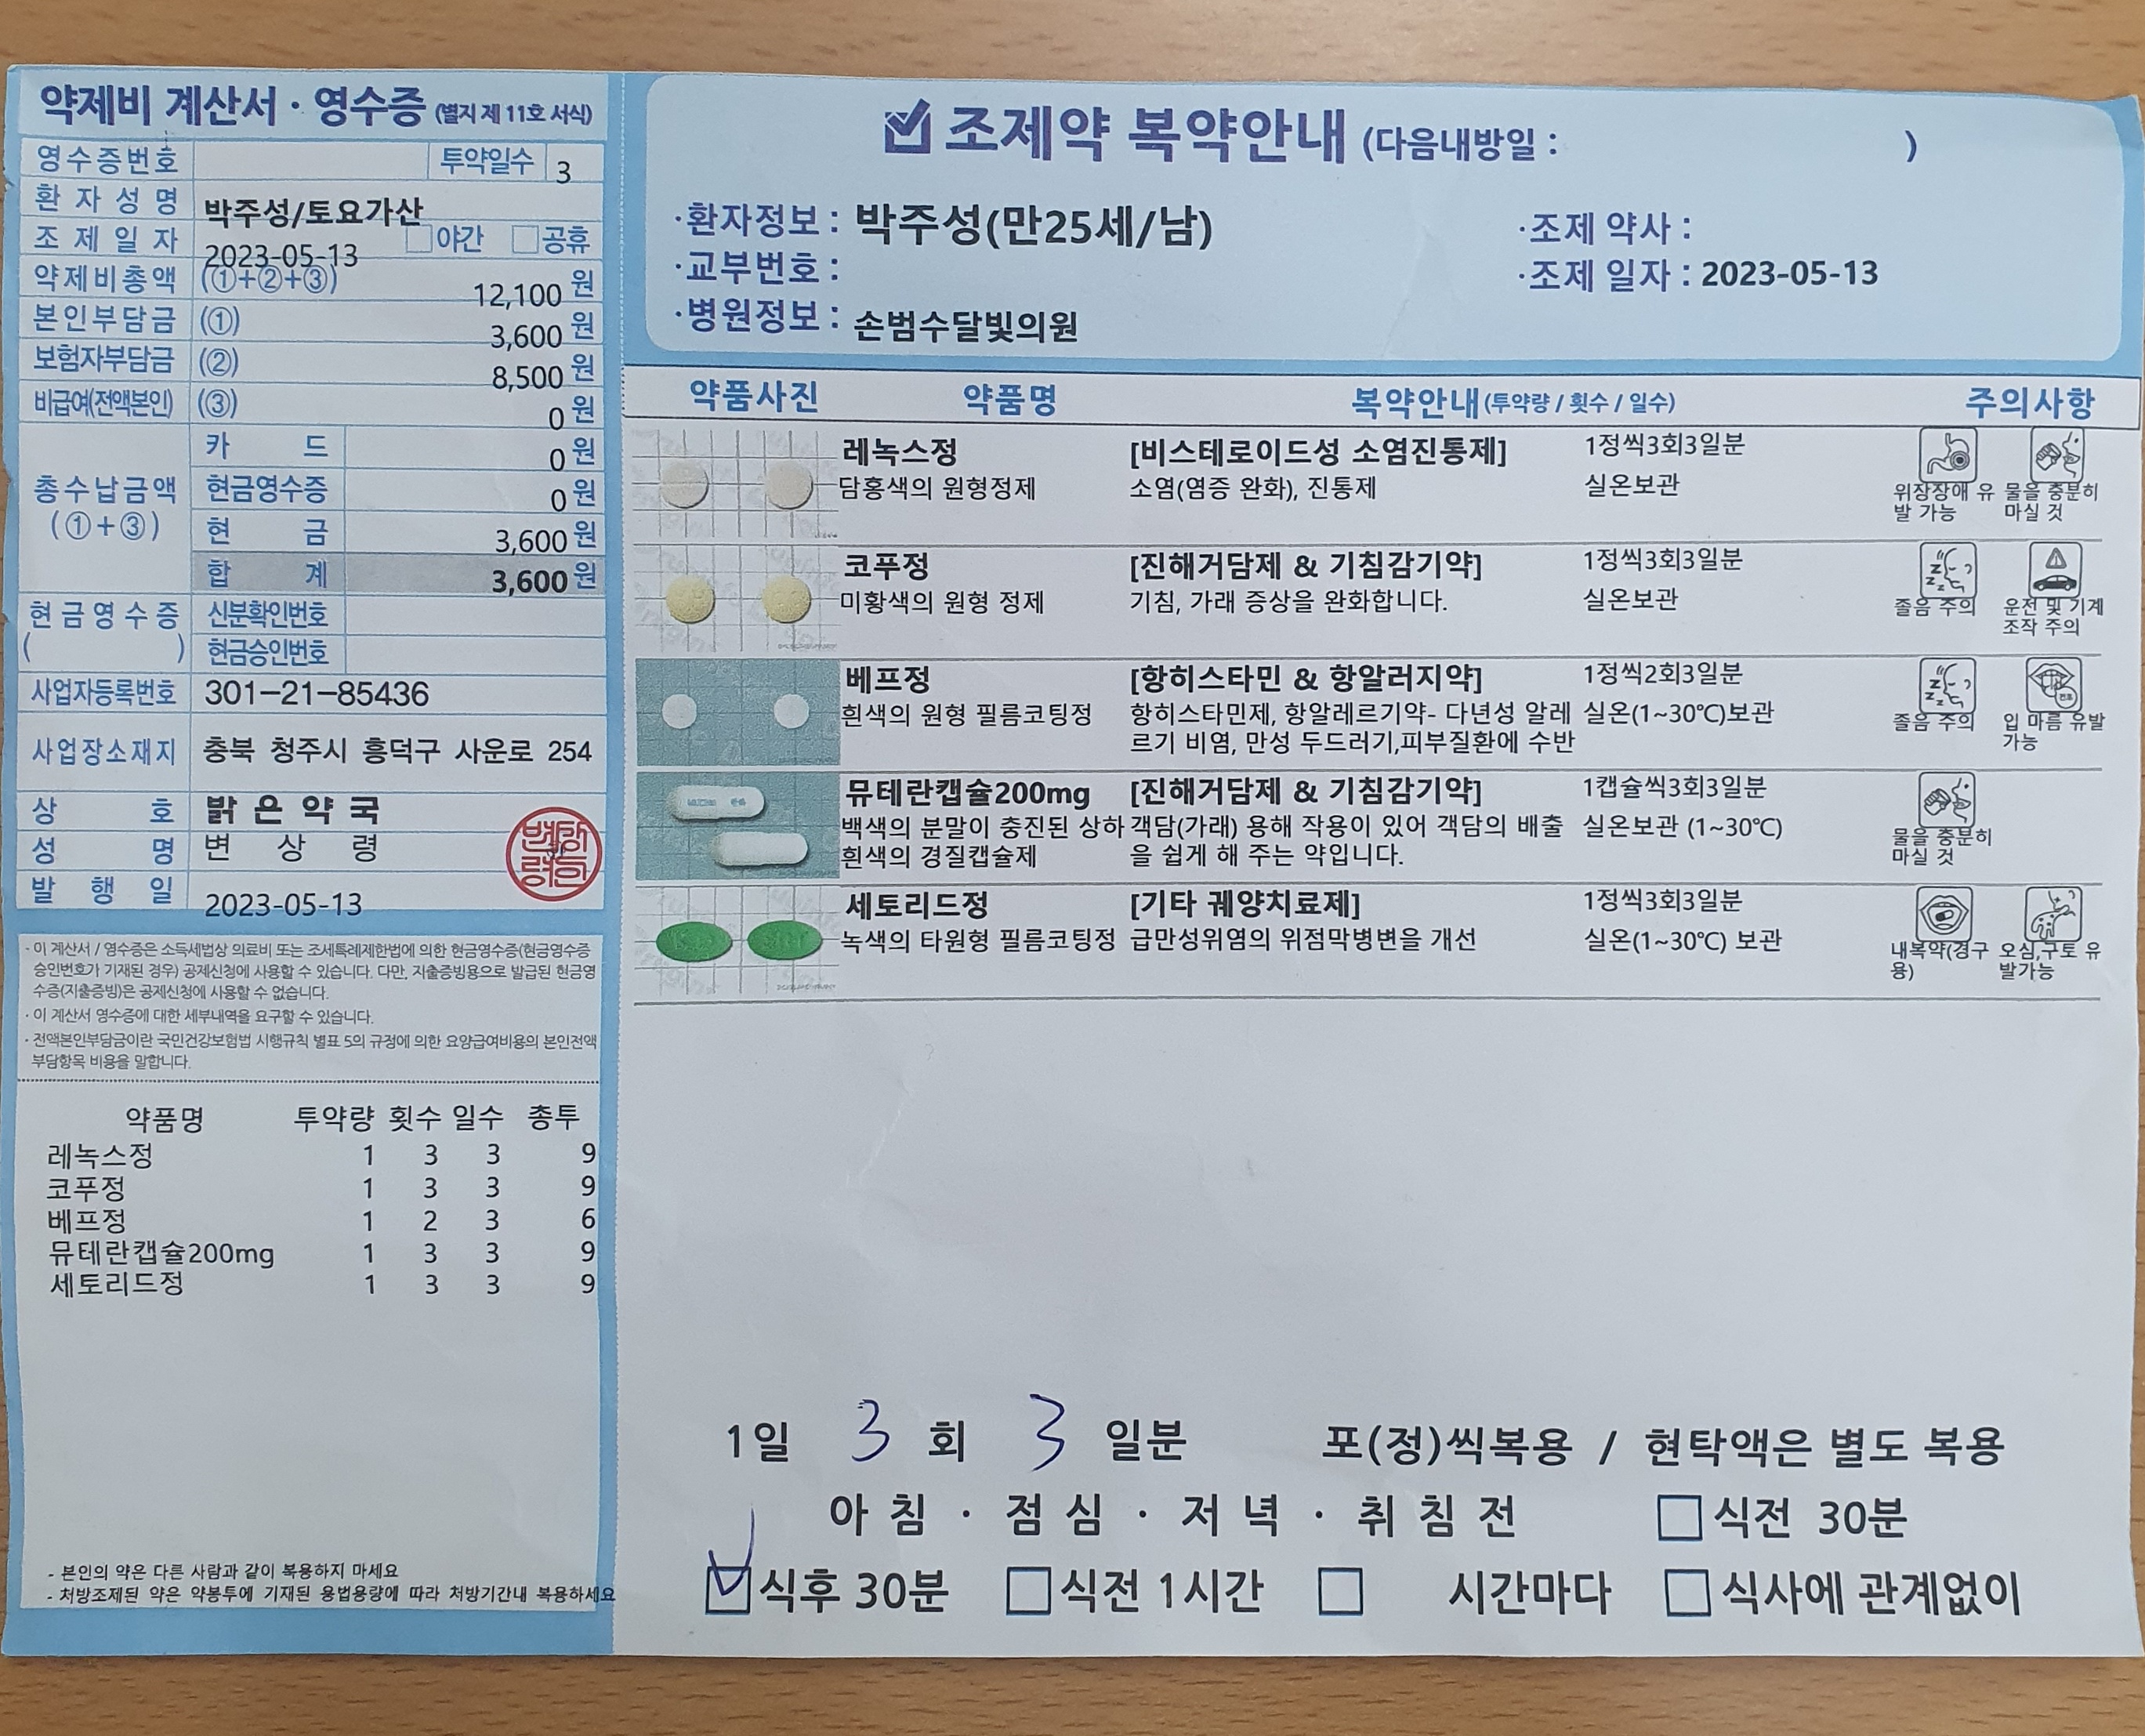 약제비 계산서 · 영수증 (별지 제 11호 서식)
영수증번호 투약일수 3
환자성명 박주성/토요가산
조제일자 2023-05-13 □야간 □공휴
약제비총액 (①+②+③) 12,100 원
본인부담금 (①) 3,600 원
보험자부담금 (②) 8,500 원
비급여(전액본인) (③) 0 원
총수납금액 (①+③)
카드 0 원
현금영수증 0 원
현금 3,600 원
합계 3,600 원
현금영수증 ( )
신분확인번호
현금승인번호
사업자등록번호 301-21-85436
사업장소재지 충북 청주시 흥덕구 사운로 254
상호 밝은약국
성명 변상령
발행일 2023-05-13
· 이 계산서 / 영수증은 소득세법상 의료비 또는 조세특례제한법에 의한 현금영수증(현금영수증
승인번호가 기재된 경우) 공제신청에 사용할 수 있습니다. 다만, 지출증빙용으로 발급된 현금영
수증(지출증빙)은 공제신청에 사용할 수 없습니다.
· 이 계산서 영수증에 대한 세부내역을 요구할 수 있습니다.
· 전액본인부담금이란 국민건강보험법 시행규칙 별표 5의 규정에 의한 요양급여비용의 본인전액
부담항목 비용을 말합니다.
약품명 투약량 횟수 일수 총투
레녹스정 1 3 3 9
코푸정 1 3 3 9
베프정 1 2 3 6
뮤테란캡슐200mg 1 3 3 9
세토리드정 1 3 3 9
- 본인의 약은 다른 사람과 같이 복용하지 마세요
- 처방조제된 약은 약봉투에 기재된 용법용량에 따라 처방기간내 복용하세요
조제약 복약안내 (다음내방일 : )
·환자정보 : 박주성(만25세/남)
·조제 약사 :
·교부번호 :
·조제 일자 : 2023-05-13
·병원정보 : 손범수달빛의원
약품사진 약품명 복약안내(투약량 / 횟수 / 일수) 주의사항
레녹스정 [비스테로이드성 소염진통제] 1정씩3회3일분
담홍색의 원형정제 소염(염증 완화), 진통제 실온보관
위장장애 유 물을 충분히
발 가능 마실 것
코푸정 [진해거담제 & 기침감기약] 1정씩3회3일분
미황색의 원형 정제 기침, 가래 증상을 완화합니다. 실온보관
졸음 주의 운전 및 기계
조작 주의
베프정 [항히스타민 & 항알러지약] 1정씩2회3일분
흰색의 원형 필름코팅정 항히스타민제, 항알레르기약- 다년성 알레 실온(1~30℃)보관
르기 비염, 만성 두드러기,피부질환에 수반
졸음 주의 입 마름 유발
가능
뮤테란캡슐200mg [진해거담제 & 기침감기약] 1캡슐씩3회3일분
백색의 분말이 충진된 상하 객담(가래) 용해 작용이 있어 객담의 배출 실온보관 (1~30℃)
흰색의 경질캡슐제 을 쉽게 해 주는 약입니다.
물을 충분히
마실 것
세토리드정 [기타 궤양치료제] 1정씩3회3일분
녹색의 타원형 필름코팅정 급만성위염의 위점막병변을 개선 실온(1~30℃) 보관
내복약(경구 오심,구토 유
용) 발가능
1일 3 회 3 일분 포(정)씩복용 / 현탁액은 별도 복용
아침 · 점심 · 저녁 · 취침전 □식전 30분
☑식후 30분 □식전 1시간 □ 시간마다 □식사에 관계없이